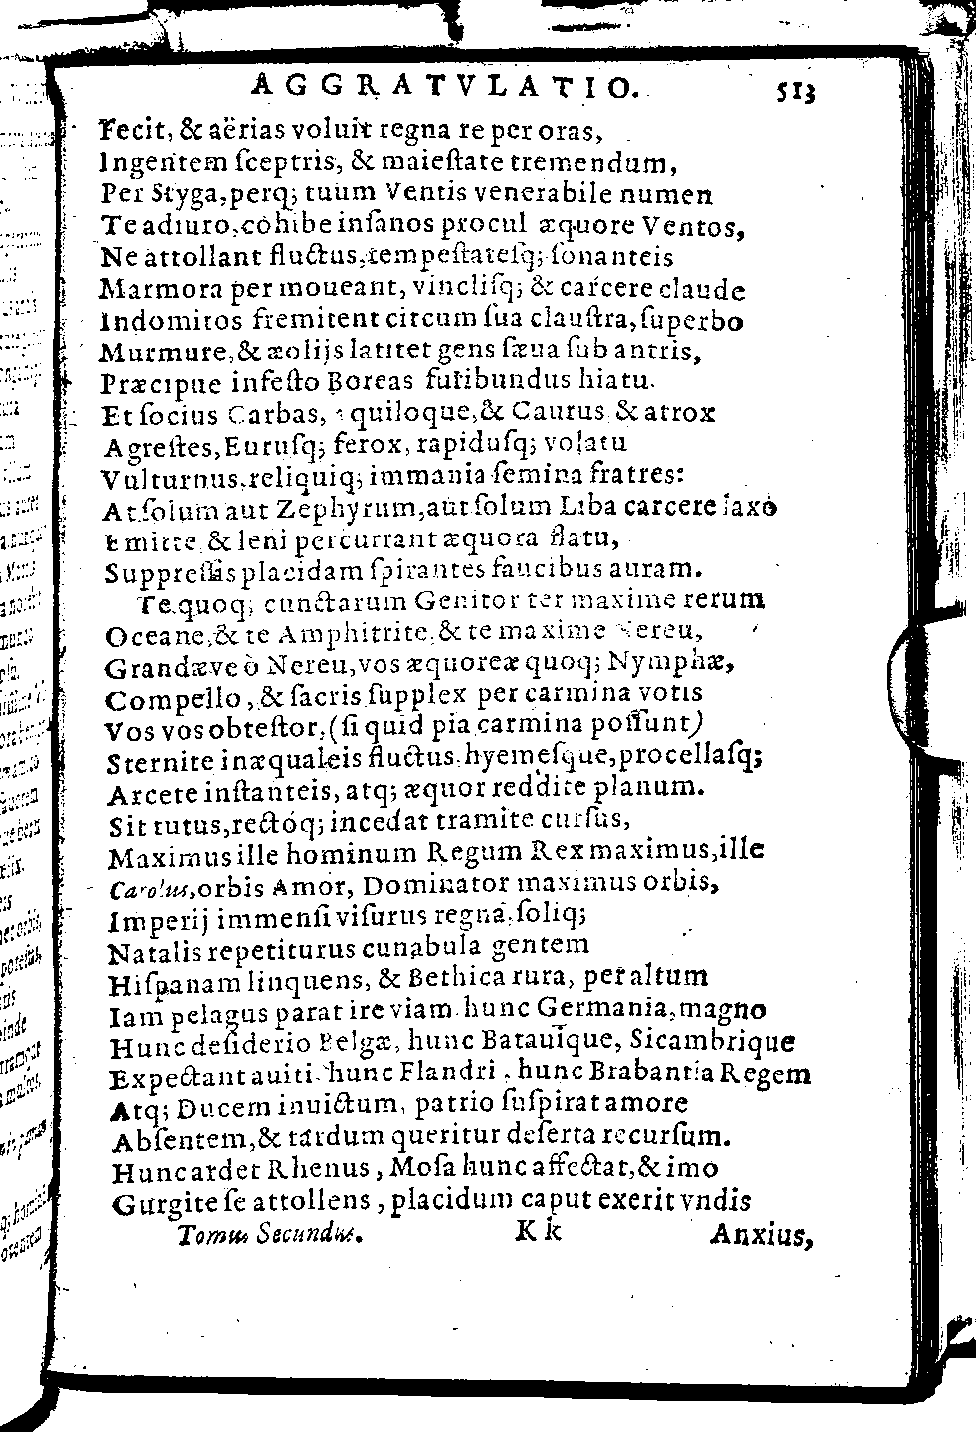 AGGRATVLATIO. 513
Fecit, & aërias voluit regnare per oras,
Ingentem ſceptris, & maieſtate tremendum,
Per Styga, perq; tuum Ventis venerabile numen
Te adiuro, cohibe inſanos procul æquore Ventos,
Ne attollant fluctus, tempeſtateſq; ſonanteis
Marmora per moueant, vincliſq; & carcere claude
Indomitos fremitent circum ſua clauſtra, ſuperbo
Murmure, & æolijs latitet gens ſæua ſub antris,
Præcipue infeſto Boreas furibundus hiatu.
Et ſocius Carbas, quiloque, & Caurus & atrox
Agreſtes, Euruſq; ferox, rapiduſq; volatu
Vulturnus, reliquiq; immania ſemina fratres:
At ſolum aut Zephyrum, aut ſolum Liba carcere laxo
Emitte, & leni percurrant æquora flatu,
Suppreſſis placidam ſpirantes faucibus auram.
Te quoq; cunctarum Genitor ter maxime rerum
Oceane, & te Amphitrite, & te maxime Nereu,
Grandæve ò Nereu, vos æquoreæ quoq; Nymphæ,
Compello, & ſacris ſupplex per carmina votis
Vos vos obteſtor, (ſi quid pia carmina poſſunt)
Sternite inæqualeis fluctus, hyemeſque, procellaſq;
Arcete inſtanteis, atq; æquor reddite planum.
Sit tutus, rectóq; incedat tramite curſus,
Maximus ille hominum Regum Rex maximus, ille
Carolus, orbis Amor, Dominator maximus orbis,
Imperij immenſi viſurus regna, ſoliq;
Natalis repetiturus cunabula gentem
Hiſpanam linquens, & Bethica rura, per altum
Iam pelagus parat ire viam. hunc Germania, magno
Hunc deſiderio Belgæ, hunc Batauique, Sicambrique
Expectant auiti. hunc Flandri, hunc Brabantia Regem
Atq; Ducem inuictum, patrio ſuſpirat amore
Abſentem, & tardum queritur deſerta recurſum.
Hunc ardet Rhenus, Moſa hunc affectat, & imo
Gurgite ſe attollens, placidum caput exerit vndis
Tomus Secundus. Kk Anxius,